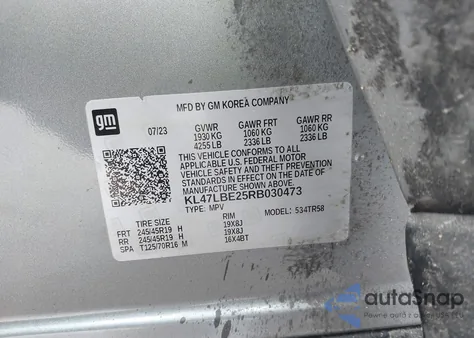 gm
MFD BY GM KOREA COMPANY
07/23 GVWR GAWR FRT GAWR RR
1930 KG 1060 KG 1060 KG
4255 LB 2336 LB 2336 LB
THIS VEHICLE CONFORMS TO ALL
APPLICABLE U.S. FEDERAL MOTOR
VEHICLE SAFETY AND THEFT PREVENTION
STANDARDS IN EFFECT ON THE DATE OF
MANUFACTURE SHOWN ABOVE.
KL47LBE25RB030473
TYPE: MPV MODEL: 534TR58
TIRE SIZE RIM
FRT 245/45R19 H 19X8J
RR 245/45R19 H 19X8J
SPA T125/70R16 M 16X4BT
autoSnap
Pewne auto z USA